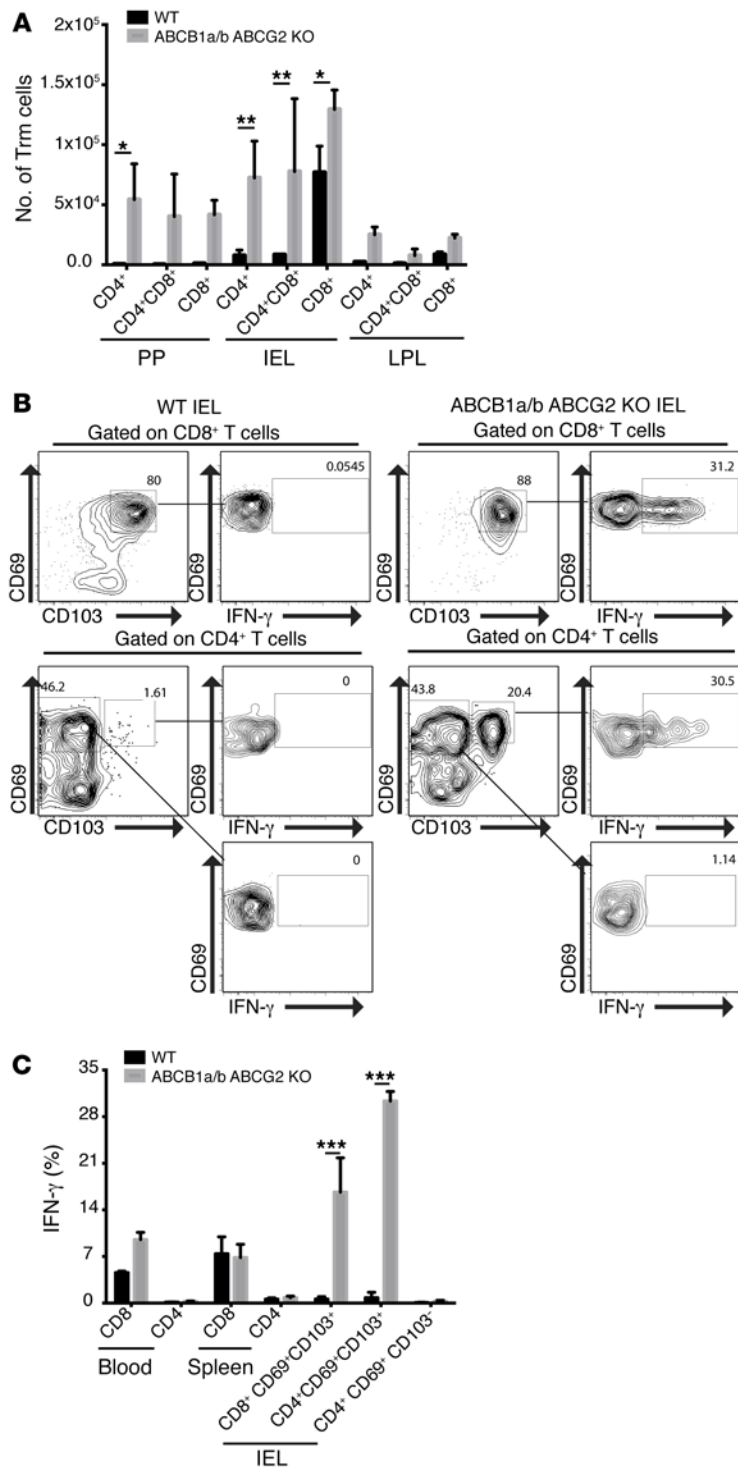 A
WT
ABCB1a/b ABCG2 KO
No. of Trm cells
2x10⁵
1.5x10⁵
1x10⁵
5x10⁴
0.0
*
**
**
*
CD4⁺
CD4⁺CD8⁺
CD8⁺
CD4⁺
CD4⁺CD8⁺
CD8⁺
CD4⁺
CD4⁺CD8⁺
CD8⁺
PP
IEL
LPL
B
WT IEL
ABCB1a/b ABCG2 KO IEL
Gated on CD8⁺ T cells
Gated on CD8⁺ T cells
80
0.0545
88
31.2
CD69
CD69
CD69
CD69
CD103
IFN-γ
CD103
IFN-γ
Gated on CD4⁺ T cells
Gated on CD4⁺ T cells
46.2
1.61
0
43.8
20.4
30.5
CD69
CD69
CD69
CD69
CD103
IFN-γ
CD103
IFN-γ
0
1.14
CD69
CD69
IFN-γ
IFN-γ
C
WT
ABCB1a/b ABCG2 KO
IFN-γ (%)
35
28
21
14
7
0
***
***
CD8
CD4
CD8
CD4
CD8⁺ CD69⁺CD103⁺
CD4⁺CD69⁺CD103⁺
CD4⁺ CD69⁺ CD103⁻
Blood
Spleen
IEL